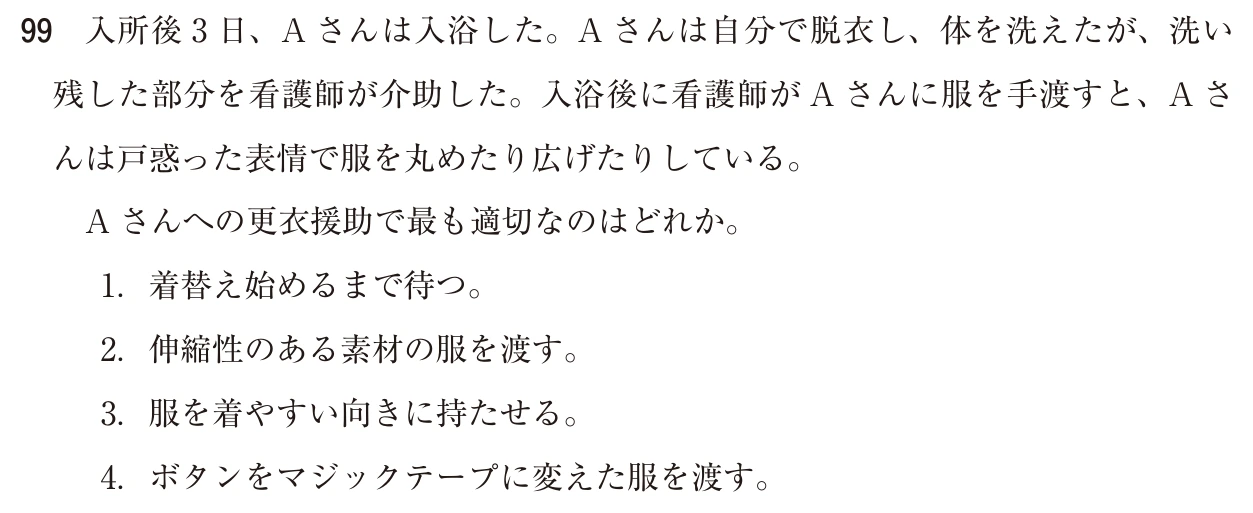 99 入所後3日、Aさんは入浴した。Aさんは自分で脱衣し、体を洗えたが、洗い
残した部分を看護師が介助した。入浴後に看護師がAさんに服を手渡すと、Aさ
んは戸惑った表情で服を丸めたり広げたりしている。
Aさんへの更衣援助で最も適切なのはどれか。
1. 着替え始めるまで待つ。
2. 伸縮性のある素材の服を渡す。
3. 服を着やすい向きに持たせる。
4. ボタンをマジックテープに変えた服を渡す。